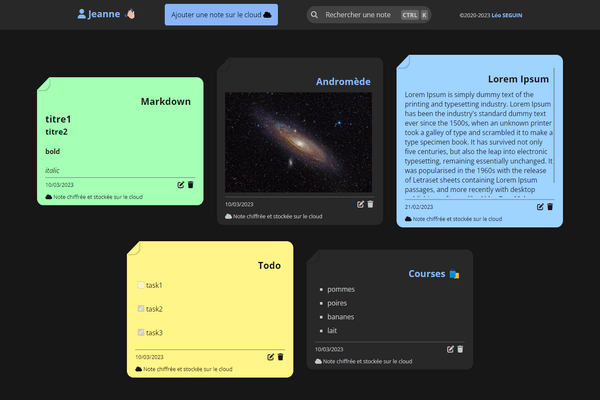 Jeanne 👋🏻
Ajouter une note sur le cloud
Rechercher une note
CTRL K
©2020-2023 Léo SEGUIN
Markdown
titre1
titre2
bold
italic
10/03/2023
Note chiffrée et stockée sur le cloud
Andromède
10/03/2023
Note chiffrée et stockée sur le cloud
Lorem Ipsum
Lorem Ipsum is simply dummy text of the
printing and typesetting industry. Lorem Ipsum
has been the industry's standard dummy text
ever since the 1500s, when an unknown printer
took a galley of type and scrambled it to make a
type specimen book. It has survived not only
five centuries, but also the leap into electronic
typesetting, remaining essentially unchanged. It
was popularised in the 1960s with the release
of Letraset sheets containing Lorem Ipsum
passages, and more recently with desktop
21/02/2023
Note chiffrée et stockée sur le cloud
Todo
task1
task2
task3
10/03/2023
Note chiffrée et stockée sur le cloud
Courses 🛍️
pommes
poires
bananes
lait
10/03/2023
Note chiffrée et stockée sur le cloud